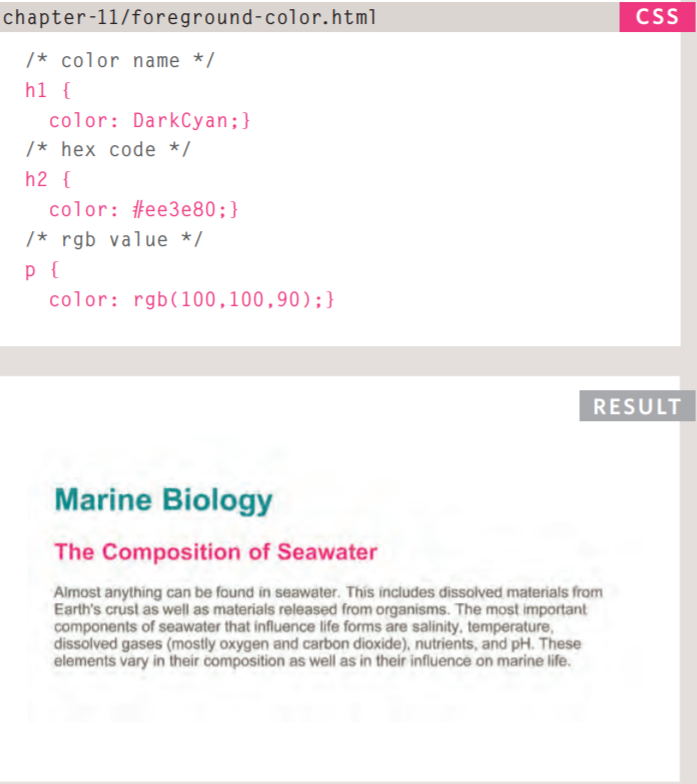 chapter-11/foreground-color.html
CSS
/* color name */
h1 {
  color: DarkCyan;}
/* hex code */
h2 {
  color: #ee3e80;}
/* rgb value */
p {
  color: rgb(100,100,90);}
RESULT
Marine Biology
The Composition of Seawater
Almost anything can be found in seawater. This includes dissolved materials from
Earth's crust as well as materials released from organisms. The most important
components of seawater that influence life forms are salinity, temperature,
dissolved gases (mostly oxygen and carbon dioxide), nutrients, and pH. These
elements vary in their composition as well as in their influence on marine life.